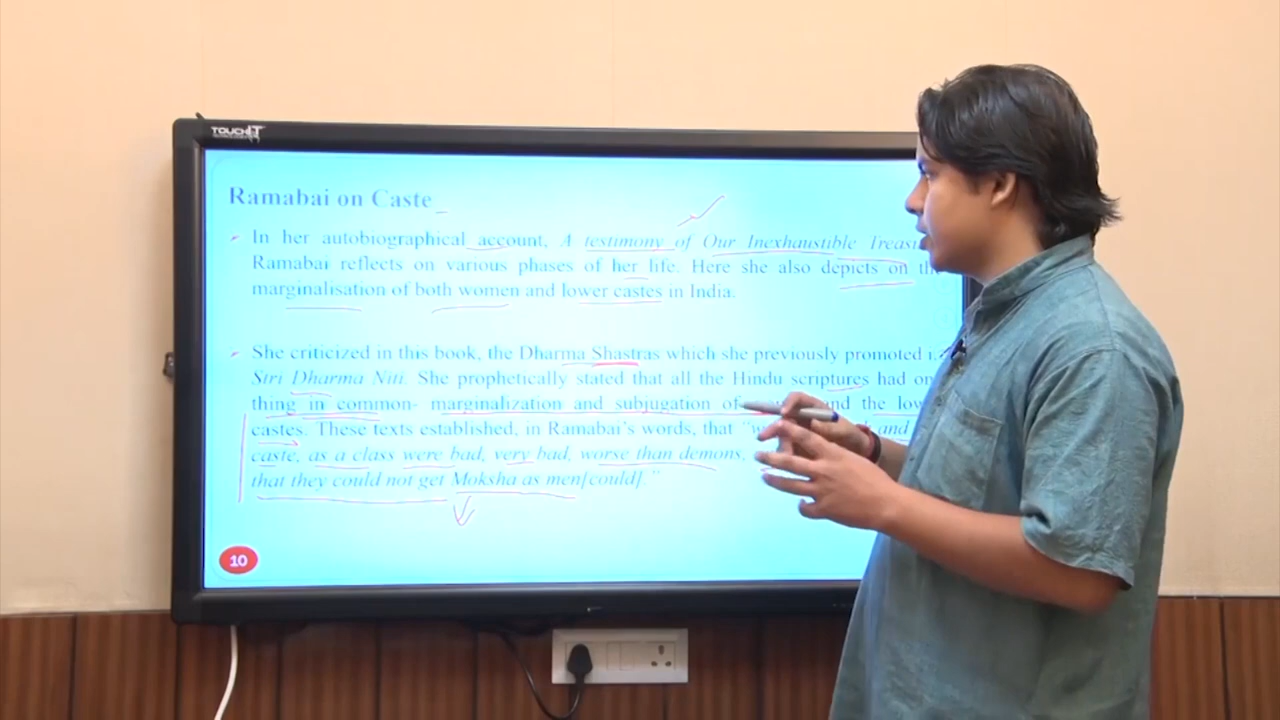 TOUCHIT
Ramabai on Caste
In her autobiographical account, A testimony of Our Inexhaustible
Ramabai reflects on various phases of her life. Here she also depicts on
marginalisation of both women and lower castes in India.
She criticized in this book, the Dharma Shastras which she previously promoted
Stri Dharma Niti. She prophetically stated that all the Hindu scriptures had
thing in common- marginalization and subjugation of and the
castes. These texts established, in Ramabai's words, that and
caste, as a class were bad, very bad, worse than demons,
that they could not get Moksha as men[could]."
10